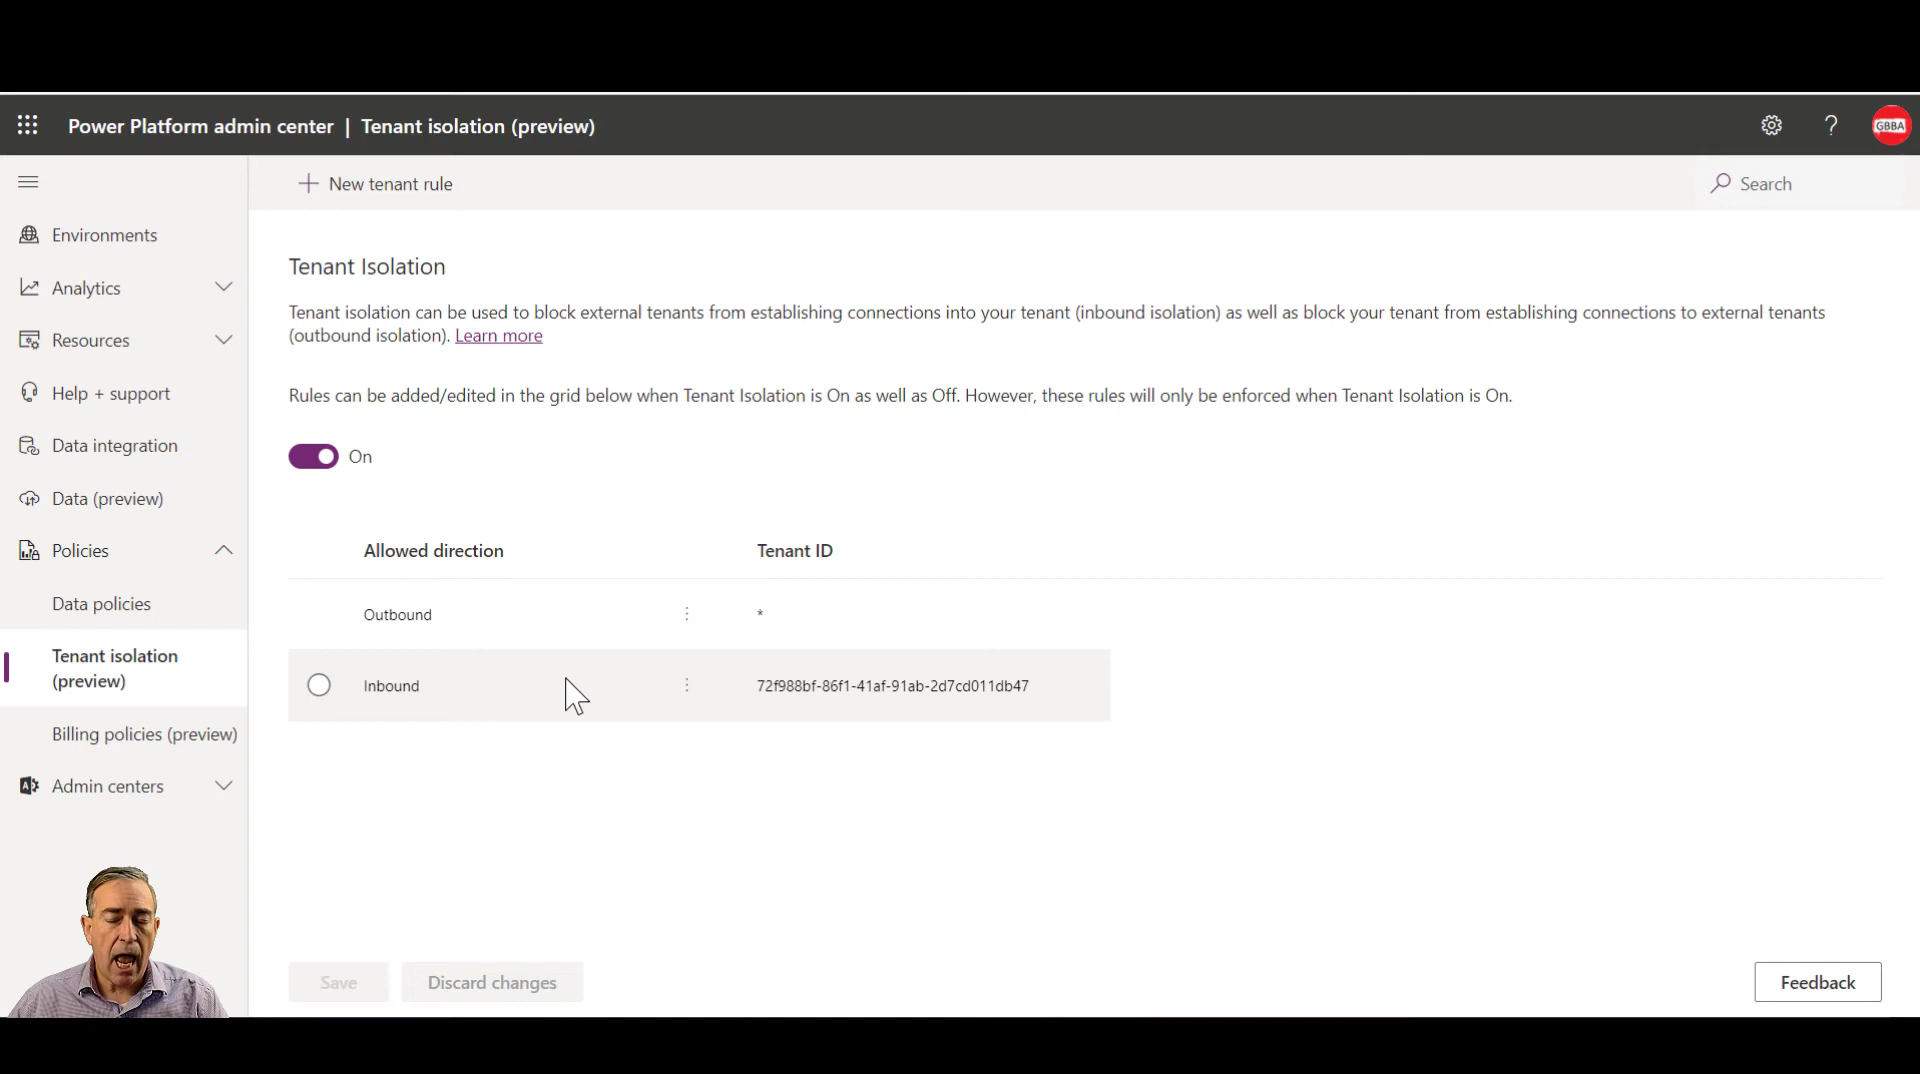 Power Platform admin center | Tenant isolation (preview)
GBBA
New tenant rule
Search
Environments
Analytics
Resources
Help + support
Data integration
Data (preview)
Policies
Data policies
Tenant isolation
(preview)
Billing policies (preview)
Admin centers
Tenant Isolation
Tenant isolation can be used to block external tenants from establishing connections into your tenant (inbound isolation) as well as block your tenant from establishing connections to external tenants
(outbound isolation). Learn more
Rules can be added/edited in the grid below when Tenant Isolation is On as well as Off. However, these rules will only be enforced when Tenant Isolation is On.
On
Allowed direction Tenant ID
Outbound *
Inbound 72f988bf-86f1-41af-91ab-2d7cd011db47
Save Discard changes Feedback